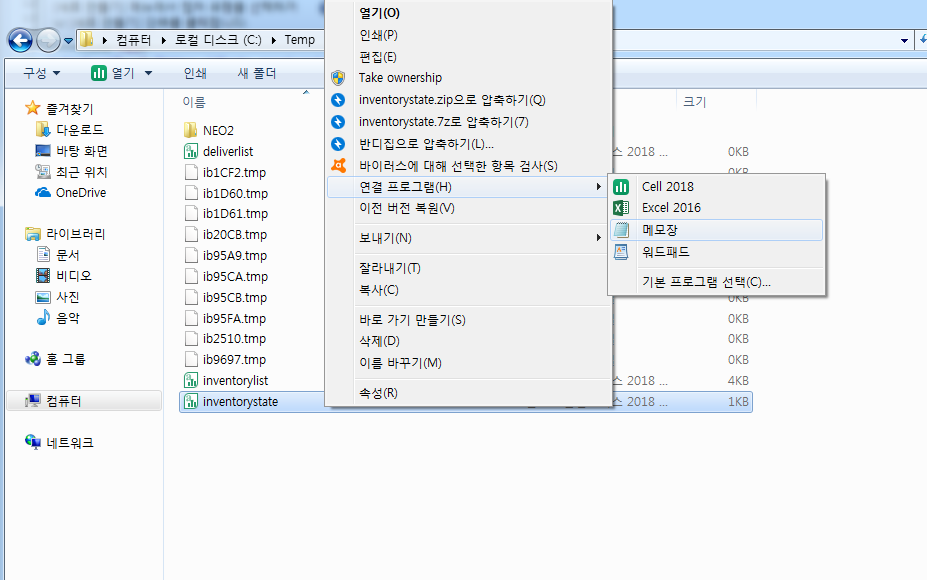 컴퓨터 ▸ 로컬 디스크 (C:) ▸ Temp
구성 열기 인쇄 새 폴더
즐겨찾기
다운로드
바탕 화면
최근 위치
OneDrive
라이브러리
문서
비디오
사진
음악
홈 그룹
컴퓨터
네트워크
이름
크기
NEO2
deliverlist
스 2018 ... 0KB
ib1CF2.tmp
0KB
ib1D60.tmp
ib1D61.tmp
ib20CB.tmp
ib95A9.tmp
ib95CA.tmp
ib95CB.tmp
0KB
ib95FA.tmp
0KB
ib2510.tmp
0KB
ib9697.tmp
0KB
inventorylist
스 2018 ... 4KB
inventorystate
스 2018 ... 1KB
열기(O)
인쇄(P)
편집(E)
Take ownership
inventorystate.zip으로 압축하기(Q)
inventorystate.7z로 압축하기(7)
반디집으로 압축하기(L)...
바이러스에 대해 선택한 항목 검사(S)
연결 프로그램(H)
이전 버전 복원(V)
보내기(N)
잘라내기(T)
복사(C)
바로 가기 만들기(S)
삭제(D)
이름 바꾸기(M)
속성(R)
Cell 2018
Excel 2016
메모장
워드패드
기본 프로그램 선택(C)...